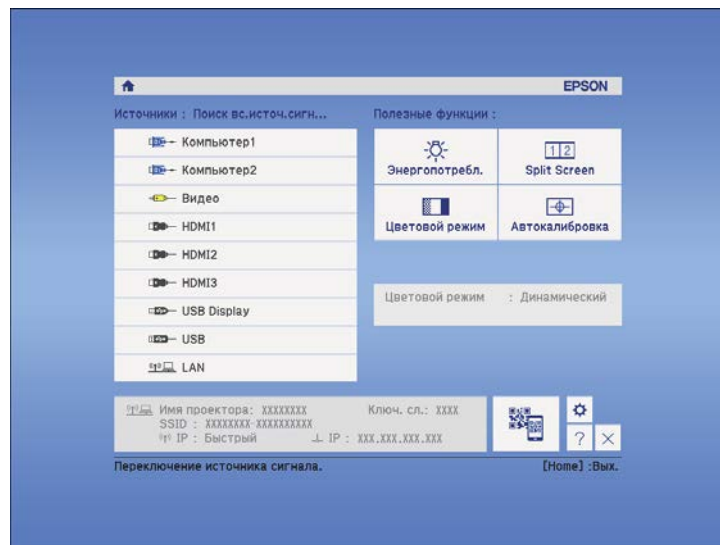 EPSON
Источники : Поиск вс.источ.сигн...
Полезные функции :
Компьютер1
Компьютер2
Видео
HDMI1
HDMI2
HDMI3
USB Display
USB
LAN
Энергопотребл.
1 2
Split Screen
Цветовой режим
Автокалибровка
Цветовой режим : Динамический
Имя проектора: XXXXXXXX Ключ. сл.: XXXX
SSID : XXXXXXXX-XXXXXXXXXX
IP : Быстрый IP : XXX.XXX.XXX.XXX
?
Переключение источника сигнала. [Home] :Вых.